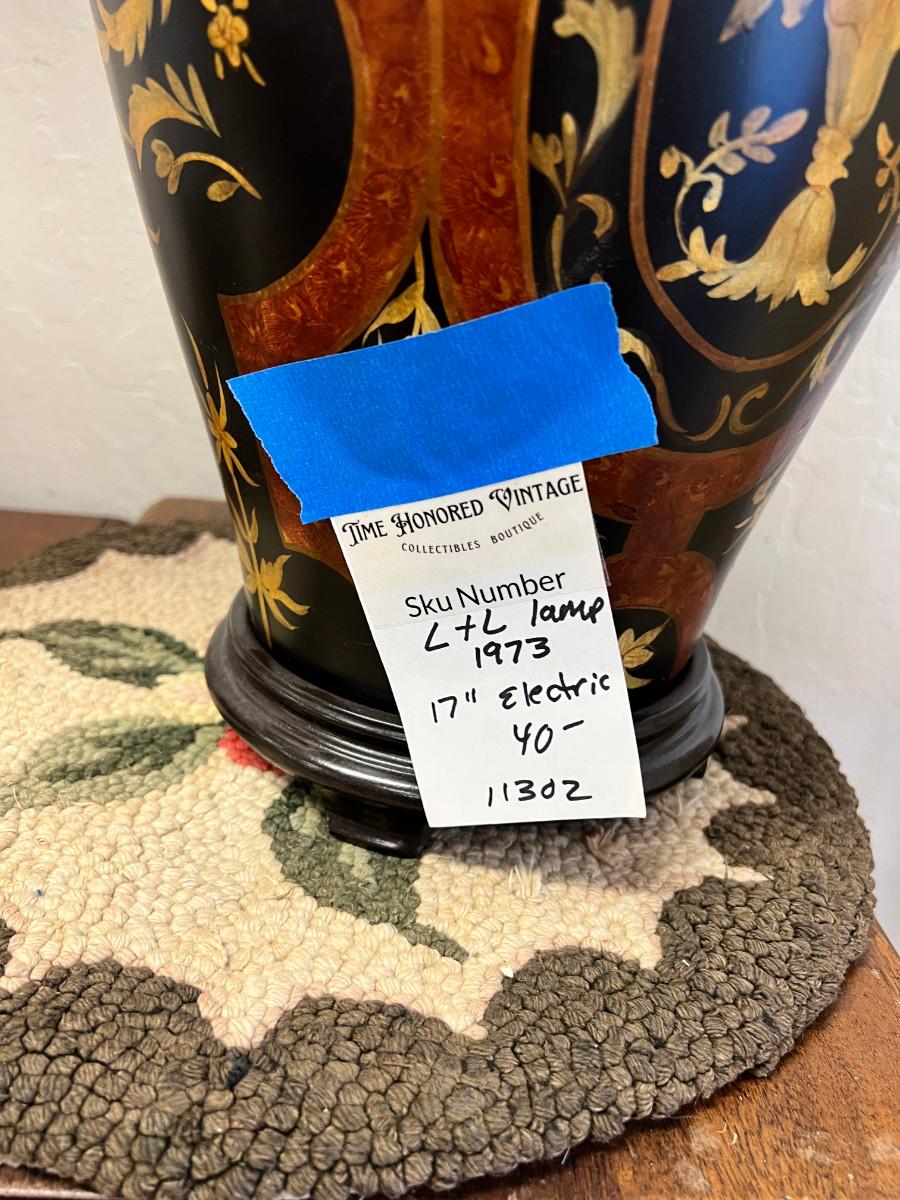 TIME HONORED VINTAGE
COLLECTIBLES BOUTIQUE
Sku Number
L+L lamp
1973
17" Electric
40-
11302